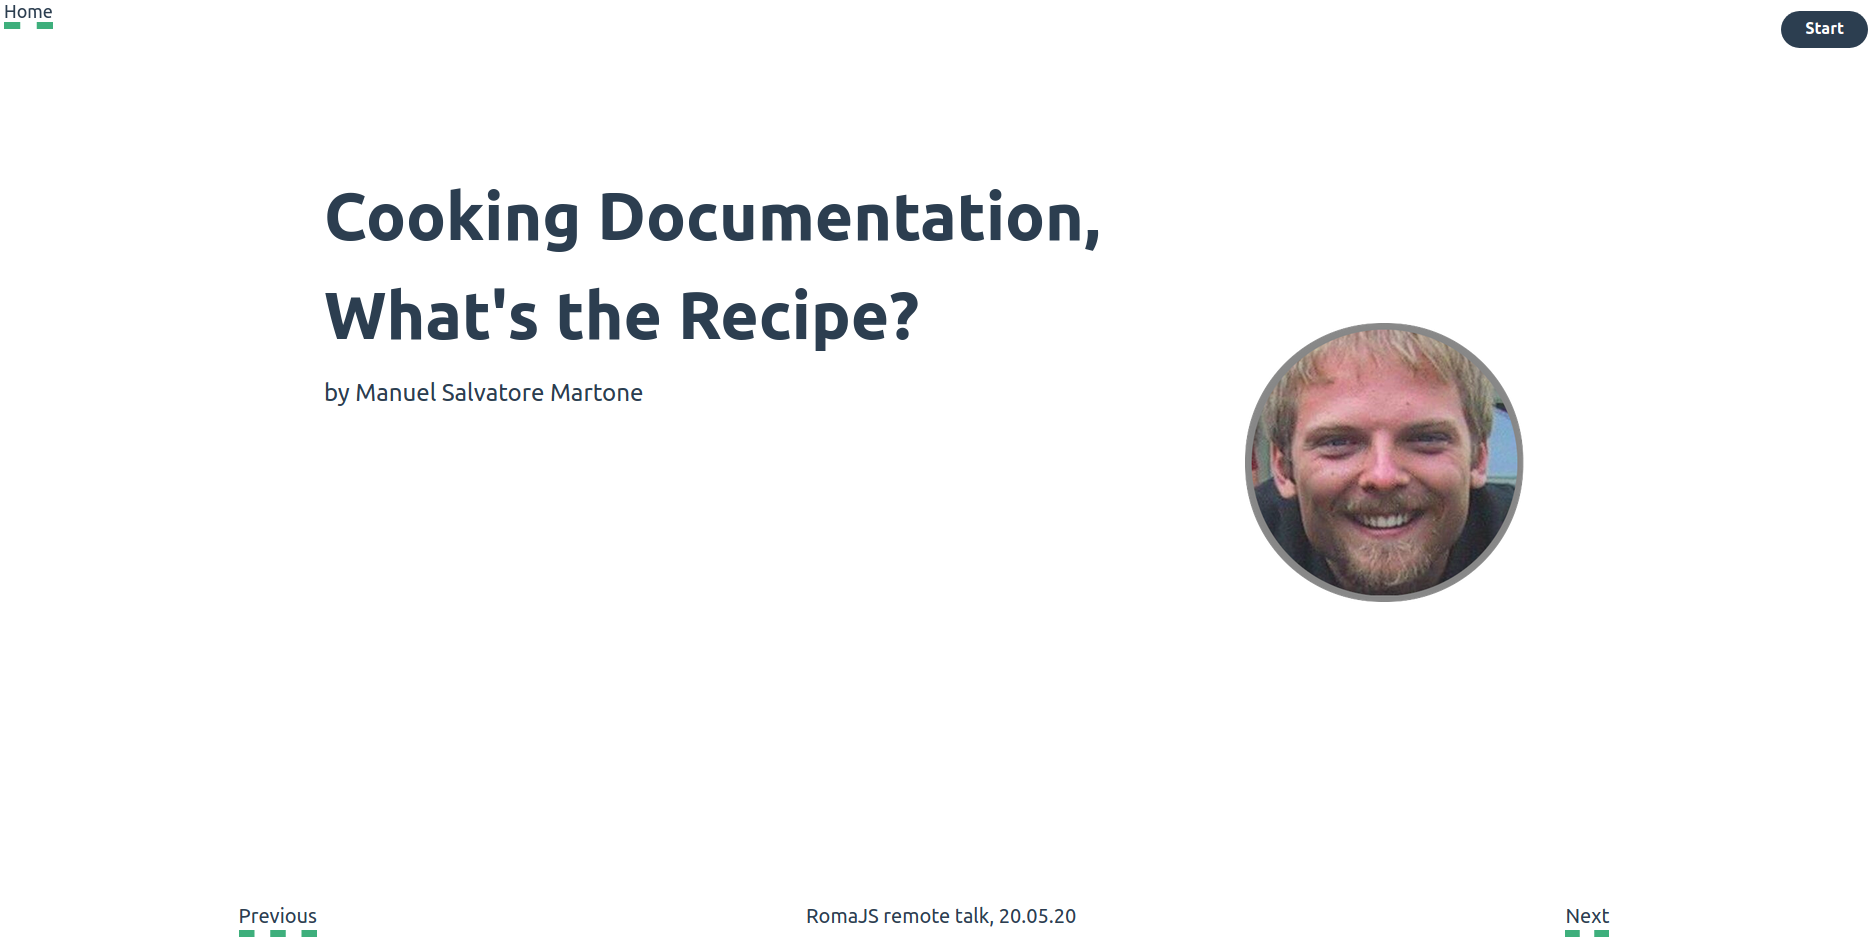 Home
Start
Cooking Documentation,
What's the Recipe?
by Manuel Salvatore Martone
Previous
RomaJS remote talk, 20.05.20
Next